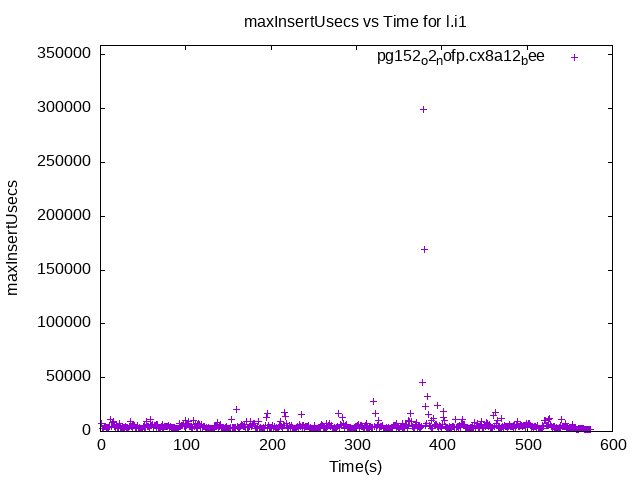 maxInsertUsecs vs Time for l.i1
pg152_o2_nofp.cx8a12_bee
350000
300000
250000
200000
150000
100000
50000
0
maxInsertUsecs
0 100 200 300 400 500 600
Time(s)